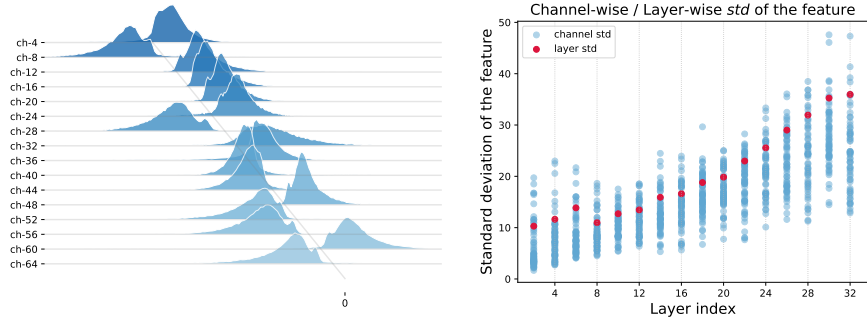 ch-4
ch-8
ch-12
ch-16
ch-20
ch-24
ch-28
ch-32
ch-36
ch-40
ch-44
ch-48
ch-52
ch-56
ch-60
ch-64
0
Channel-wise / Layer-wise std of the feature
Standard deviation of the feature
50
40
30
20
10
0
channel std
layer std
4 8 12 16 20 24 28 32
Layer index